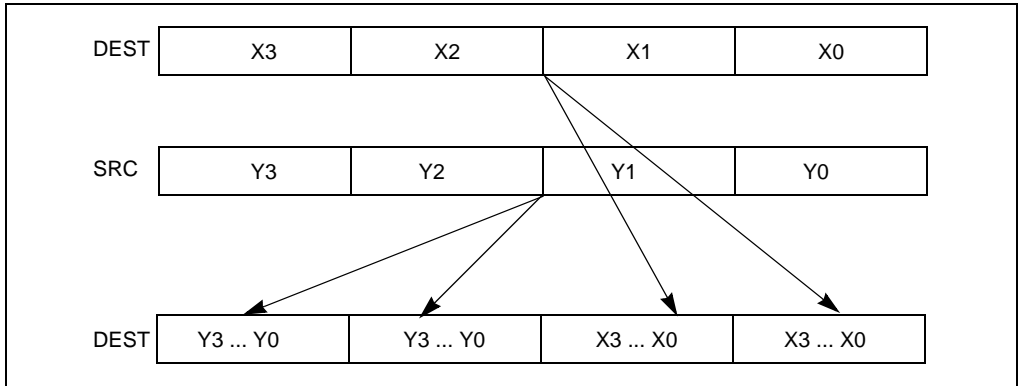 DEST X3 X2 X1 X0
SRC Y3 Y2 Y1 Y0
DEST Y3 ... Y0 Y3 ... Y0 X3 ... X0 X3 ... X0